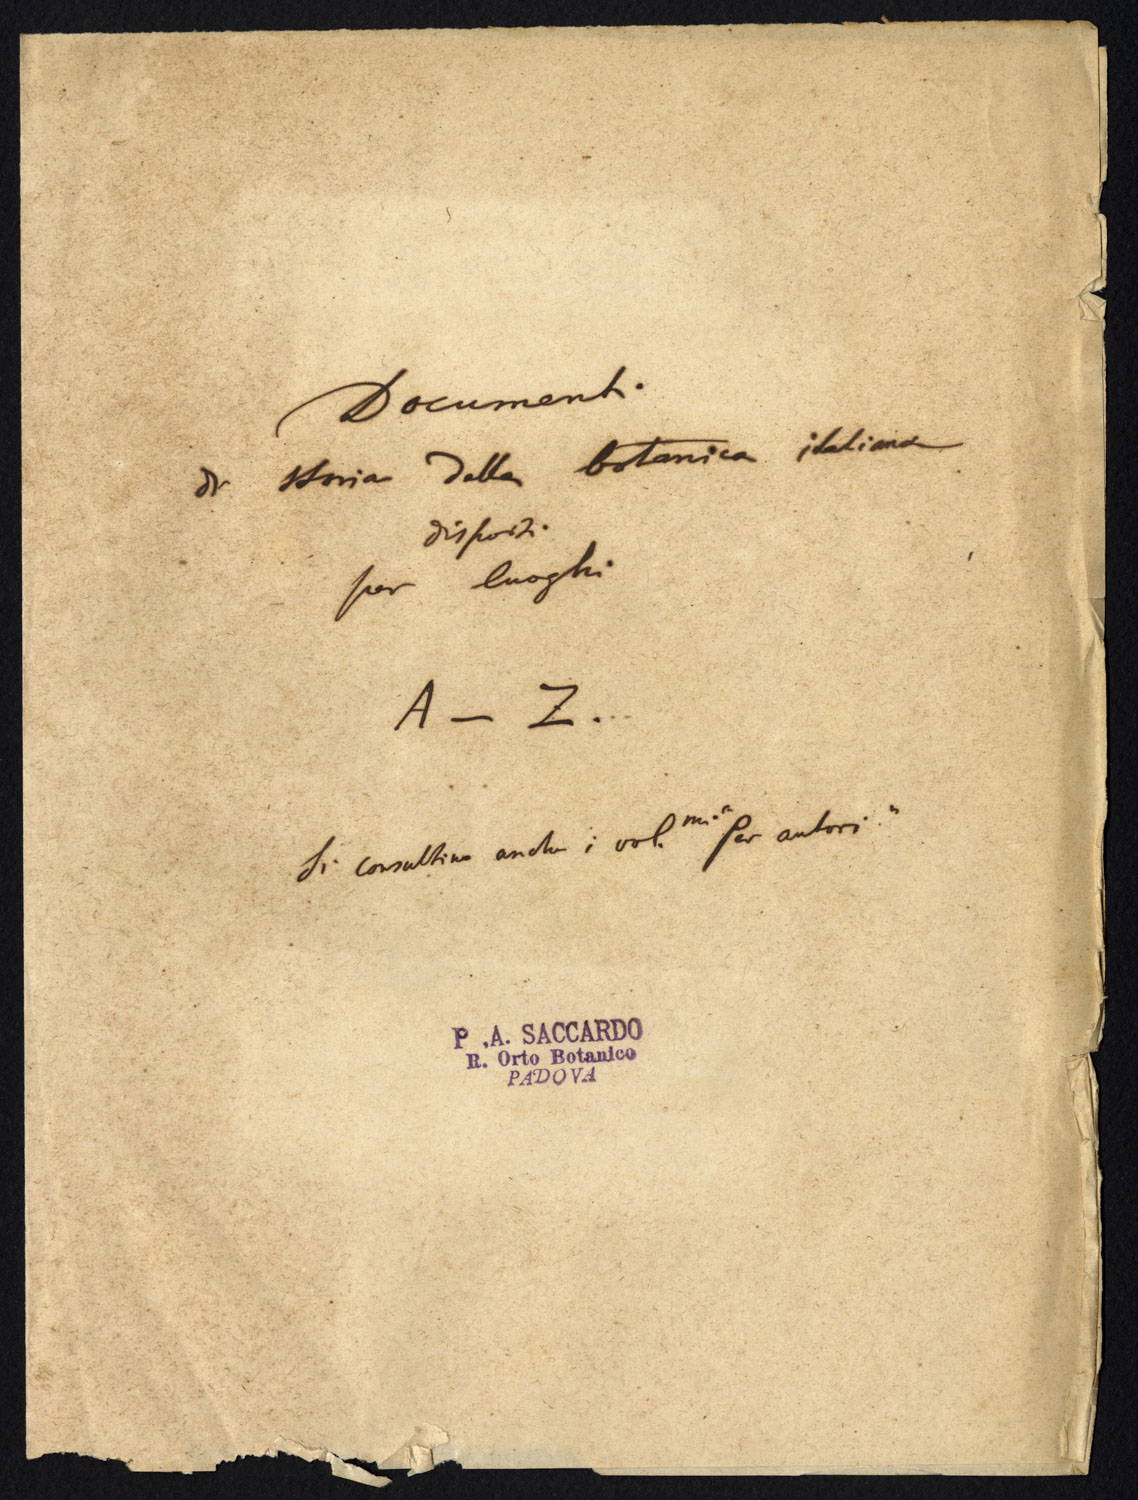 Documenti
di storia della botanica italiana
disposti
per luoghi
A – Z.
Si consultino anche i vol.mi "Per autori"
P. A. SACCARDO
R. Orto Botanico
PADOVA